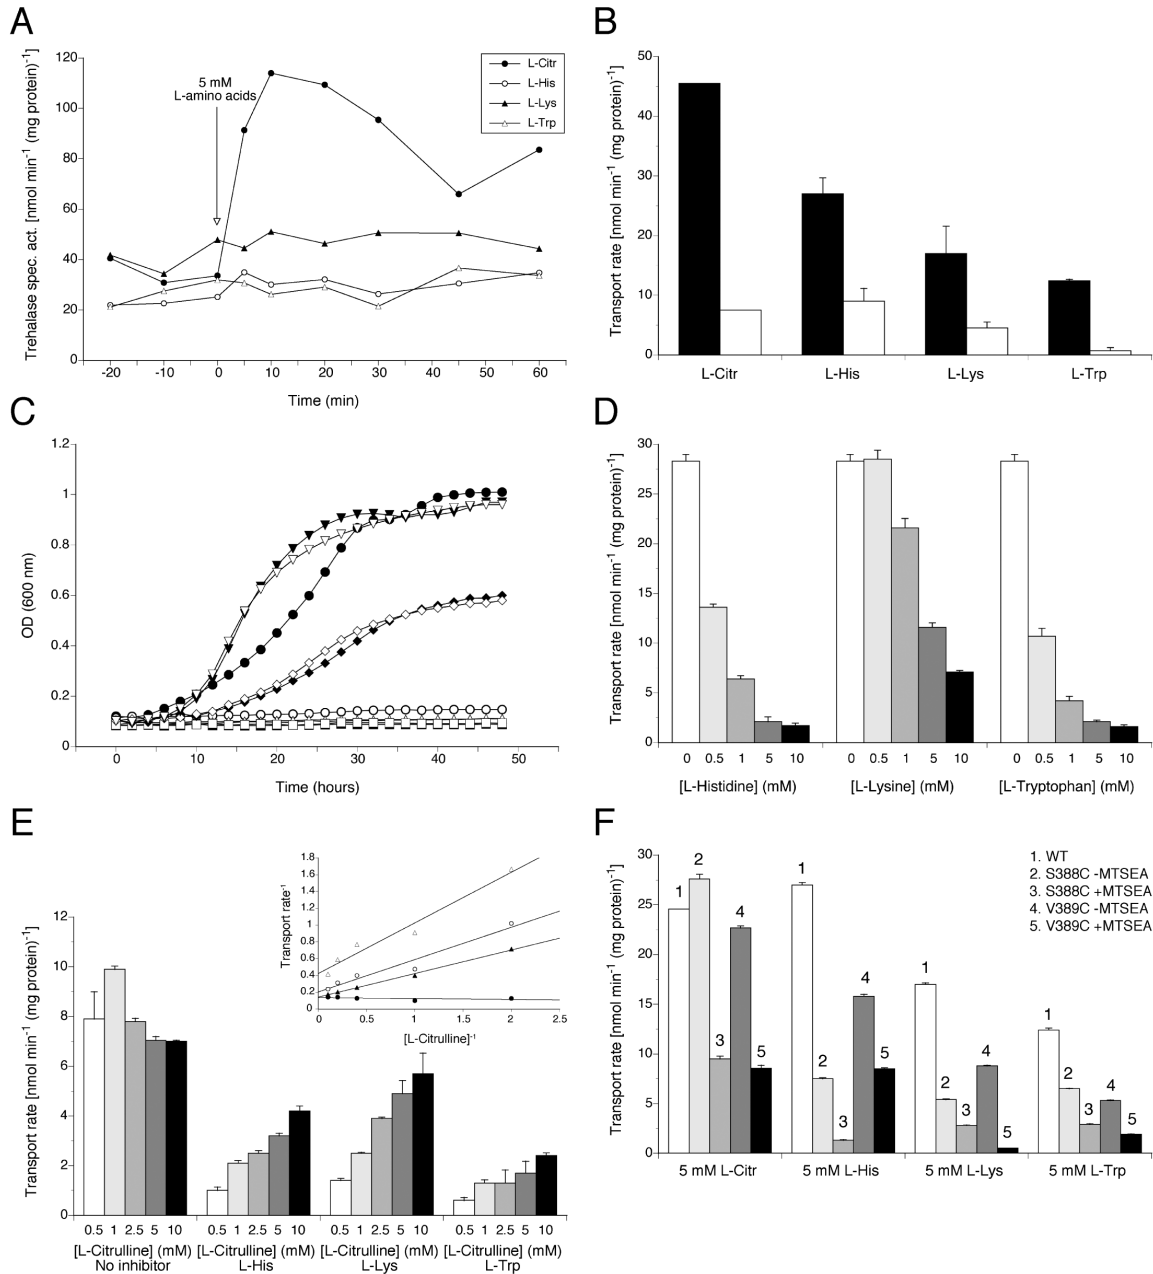 A
Trehalase spec. act. [nmol min-1 (mg protein)-1]
120
100
80
60
40
20
0
5 mM
L-amino acids
L-Citr
L-His
L-Lys
L-Trp
-20 -10 0 10 20 30 40 50 60
Time (min)
B
Transport rate [nmol min-1 (mg protein)-1]
50
40
30
20
10
0
L-Citr L-His L-Lys L-Trp
C
OD (600 nm)
1.2
1
0.8
0.6
0.4
0.2
0
0 10 20 30 40 50
Time (hours)
D
Transport rate [nmol min-1 (mg protein)-1]
30
25
20
15
10
5
0
0 0.5 1 5 10 0 0.5 1 5 10 0 0.5 1 5 10
[L-Histidine] (mM) [L-Lysine] (mM) [L-Tryptophan] (mM)
E
Transport rate [nmol min-1 (mg protein)-1]
12
10
8
6
4
2
0
Transport rate-1
1.8
1.6
1.4
1.2
1
0.8
0.6
0.4
0.2
0
0 0.5 1 1.5 2 2.5
[L-Citrulline]-1
0.5 1 2.5 5 10 0.5 1 2.5 5 10 0.5 1 2.5 5 10 0.5 1 2.5 5 10
[L-Citrulline] (mM) [L-Citrulline] (mM) [L-Citrulline] (mM) [L-Citrulline] (mM)
No inhibitor L-His L-Lys L-Trp
F
Transport rate [nmol min-1 (mg protein)-1]
30
25
20
15
10
5
0
1. WT
2. S388C -MTSEA
3. S388C +MTSEA
4. V389C -MTSEA
5. V389C +MTSEA
1 2 3 4 5
1 2 3 4 5
1 2 3 4 5
1 2 3 4 5
5 mM L-Citr 5 mM L-His 5 mM L-Lys 5 mM L-Trp